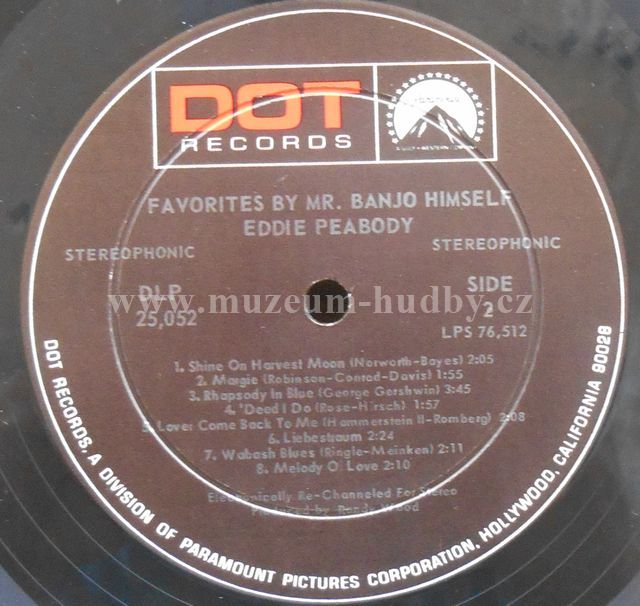 DOT
RECORDS
FAVORITES BY MR. BANJO HIMSELF
EDDIE PEABODY
STEREOPHONIC
STEREOPHONIC
DLP
25,052
SIDE
2
LPS 76,512
www.muzeum-hudby.cz
1. Shine On Harvest Moon (Norworth-Bayes) 2:05
2. Margie (Robinson-Conrad-Davis) 1:55
3. Rhapsody In Blue (George Gershwin) 3:45
4. 'Deed I Do (Rose-Hirsch) 1:57
5. Lover Come Back To Me (Hammerstein II-Romberg) 2:08
6. Liebestraum 2:24
7. Wabash Blues (Ringle-Meinken) 2:11
8. Melody O' Love 2:10
Electronically Re-Channeled For Stereo
Produced by Randy Wood
DOT RECORDS, A DIVISION OF PARAMOUNT PICTURES CORPORATION, HOLLYWOOD, CALIFORNIA 90028